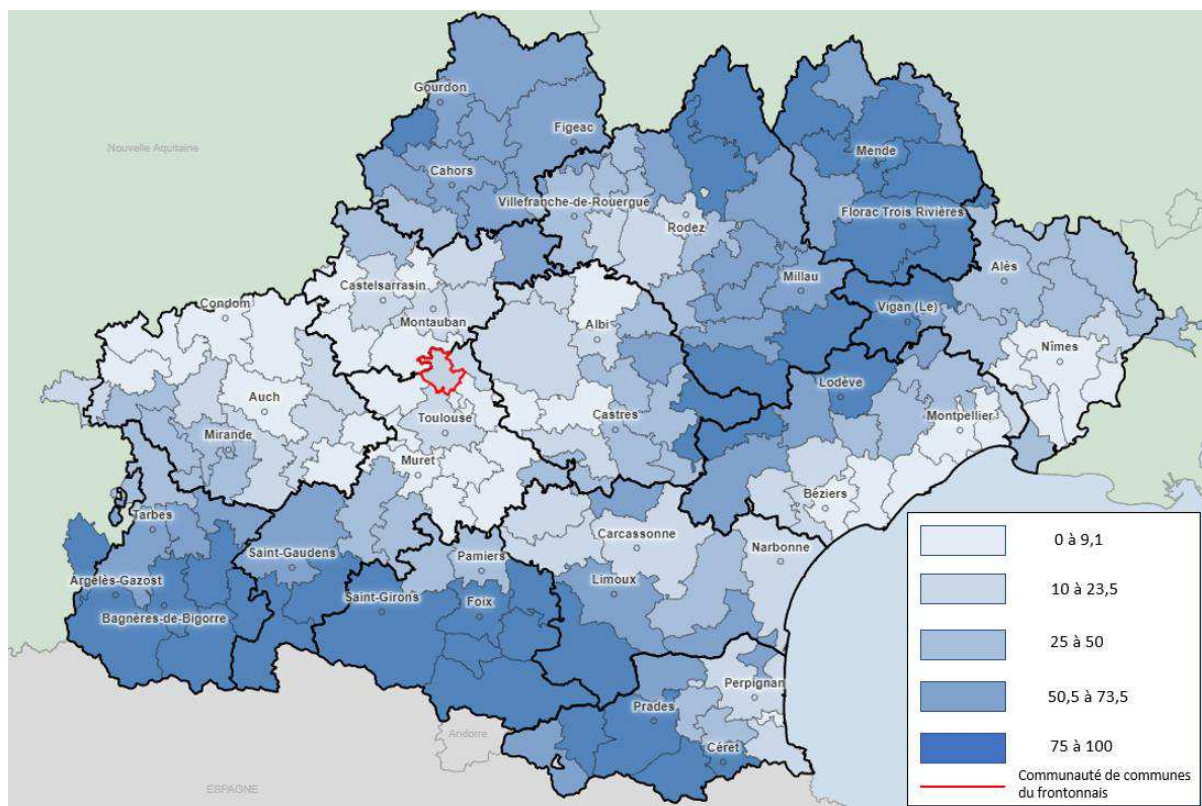 Gourdon
Nouvelle Aquitaine
Figeac
Mende
Cahors
Villefranche-de-Rouergue
Florac Trois Rivières
Rodez
Alès
Castelsarrasin
Millau
Condom
Vigan (Le)
Montauban
Albi
Nîmes
Lodève
Auch
Castres
Montpellier
Toulouse
Mirande
Muret
Béziers
Tarbes
Carcassonne
Narbonne
Saint-Gaudens
Pamiers
Argelès-Gazost
Limoux
Saint-Girons
Foix
Bagnères-de-Bigorre
Perpignan
Prades
Andorre
Céret
ESPAGNE
0 à 9,1
10 à 23,5
25 à 50
50,5 à 73,5
75 à 100
Communauté de communes
du frontonnais